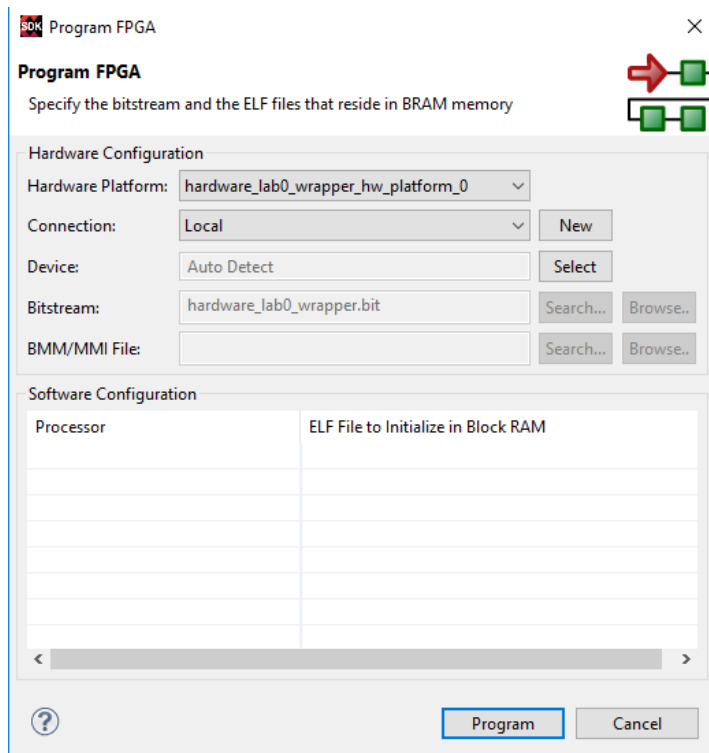 SDK Program FPGA
Program FPGA
Specify the bitstream and the ELF files that reside in BRAM memory
Hardware Configuration
Hardware Platform: hardware_lab0_wrapper_hw_platform_0
Connection: Local New
Device: Auto Detect Select
Bitstream: hardware_lab0_wrapper.bit Search... Browse..
BMM/MMI File: Search... Browse..
Software Configuration
Processor ELF File to Initialize in Block RAM
Program Cancel